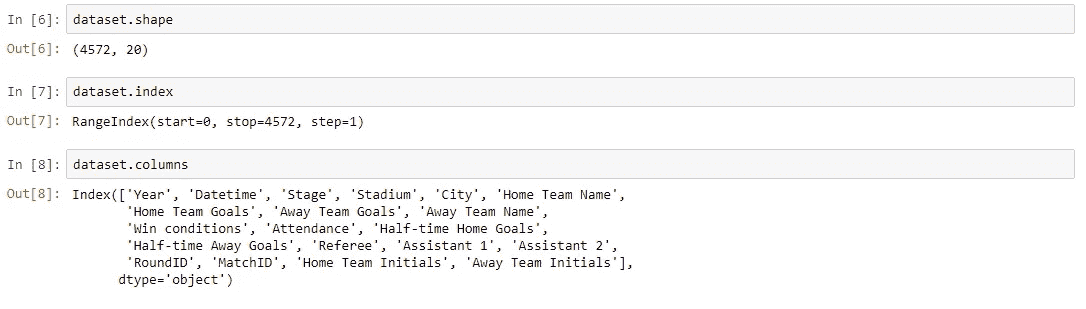 In [6]: dataset.shape
Out[6]: (4572, 20)
In [7]: dataset.index
Out[7]: RangeIndex(start=0, stop=4572, step=1)
In [8]: dataset.columns
Out[8]: Index(['Year', 'Datetime', 'Stage', 'Stadium', 'City', 'Home Team Name',
'Home Team Goals', 'Away Team Goals', 'Away Team Name',
'Win conditions', 'Attendance', 'Half-time Home Goals',
'Half-time Away Goals', 'Referee', 'Assistant 1', 'Assistant 2',
'RoundID', 'MatchID', 'Home Team Initials', 'Away Team Initials'],
dtype='object')